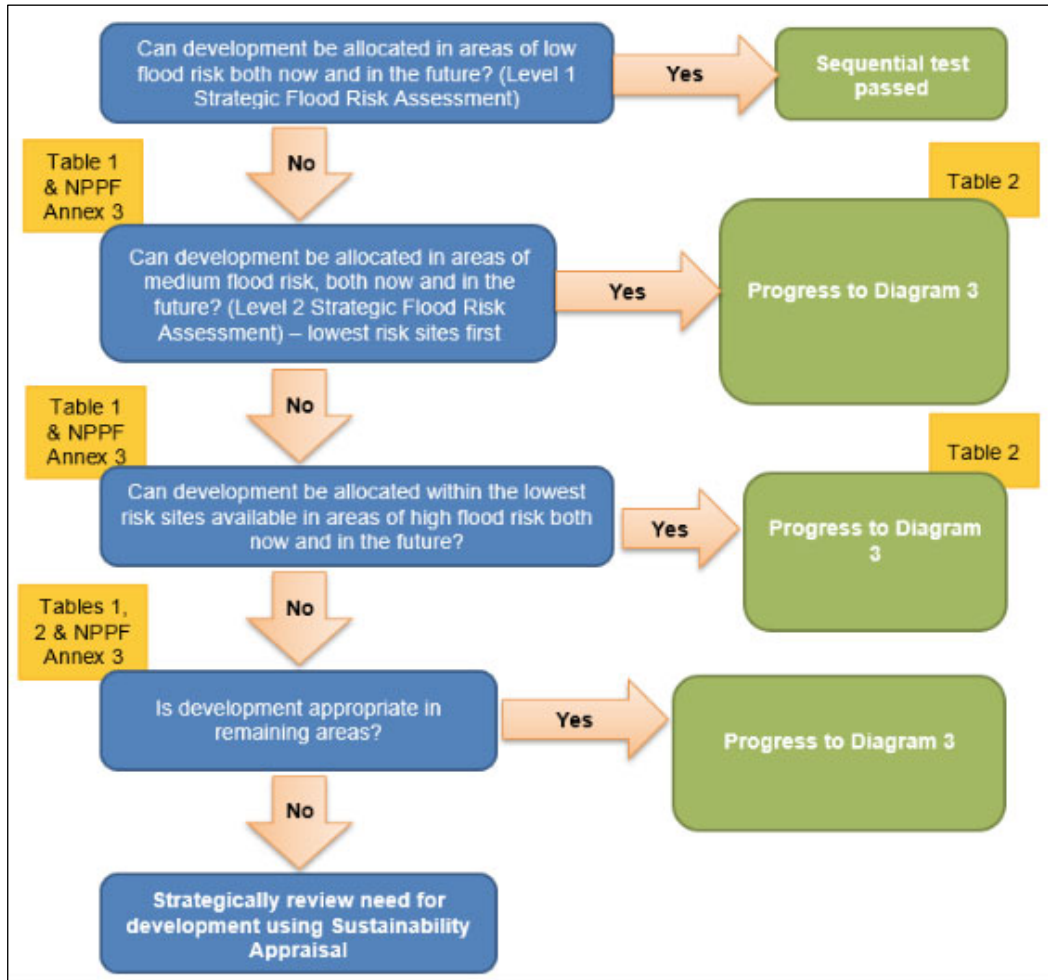 Can development be allocated in areas of low
flood risk both now and in the future? (Level 1
Strategic Flood Risk Assessment)
Yes
Sequential test
passed
No
Table 1
& NPPF
Annex 3
Table 2
Can development be allocated in areas of
medium flood risk, both now and in the
future? (Level 2 Strategic Flood Risk
Assessment) – lowest risk sites first
Yes
Progress to Diagram 3
No
Table 1
& NPPF
Annex 3
Table 2
Can development be allocated within the lowest
risk sites available in areas of high flood risk both
now and in the future?
Yes
Progress to Diagram
3
No
Tables 1,
2 & NPPF
Annex 3
Is development appropriate in
remaining areas?
Yes
Progress to Diagram 3
No
Strategically review need for
development using Sustainability
Appraisal